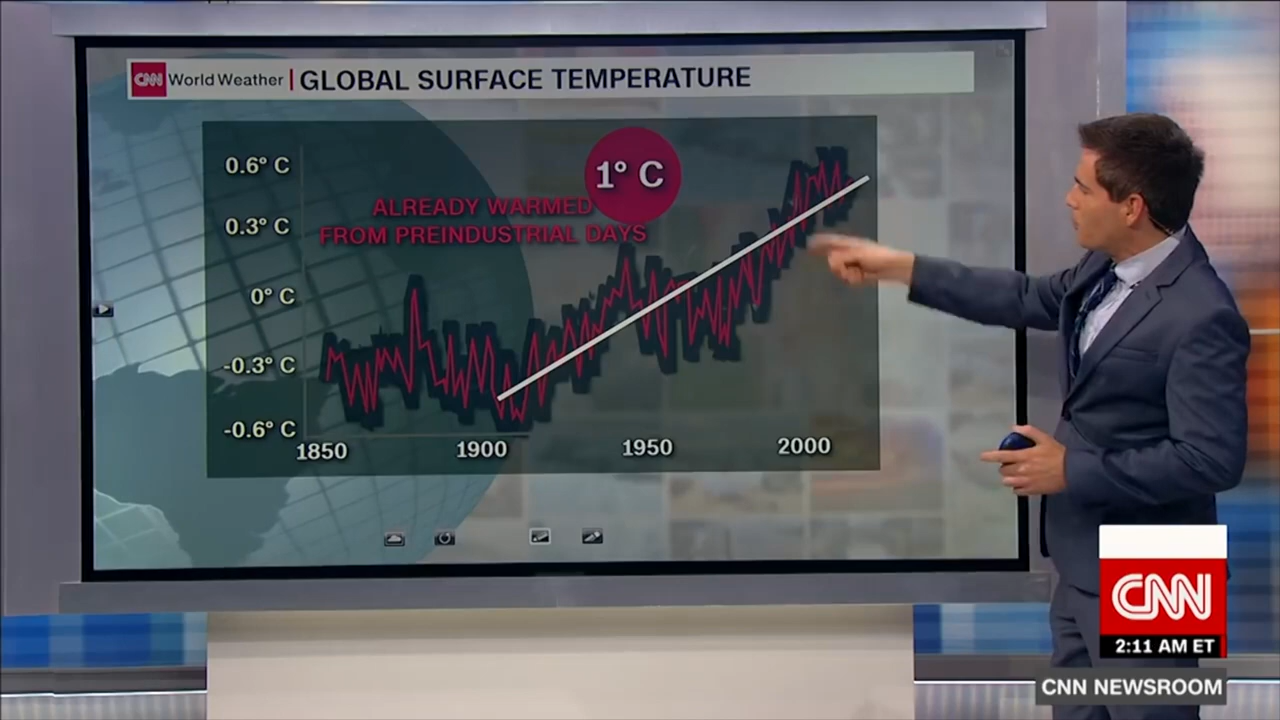 CNN World Weather | GLOBAL SURFACE TEMPERATURE
0.6° C
0.3° C
0° C
-0.3° C
-0.6° C
1° C
ALREADY WARMED
FROM PREINDUSTRIAL DAYS
1850 1900 1950 2000
CNN
2:11 AM ET
CNN NEWSROOM